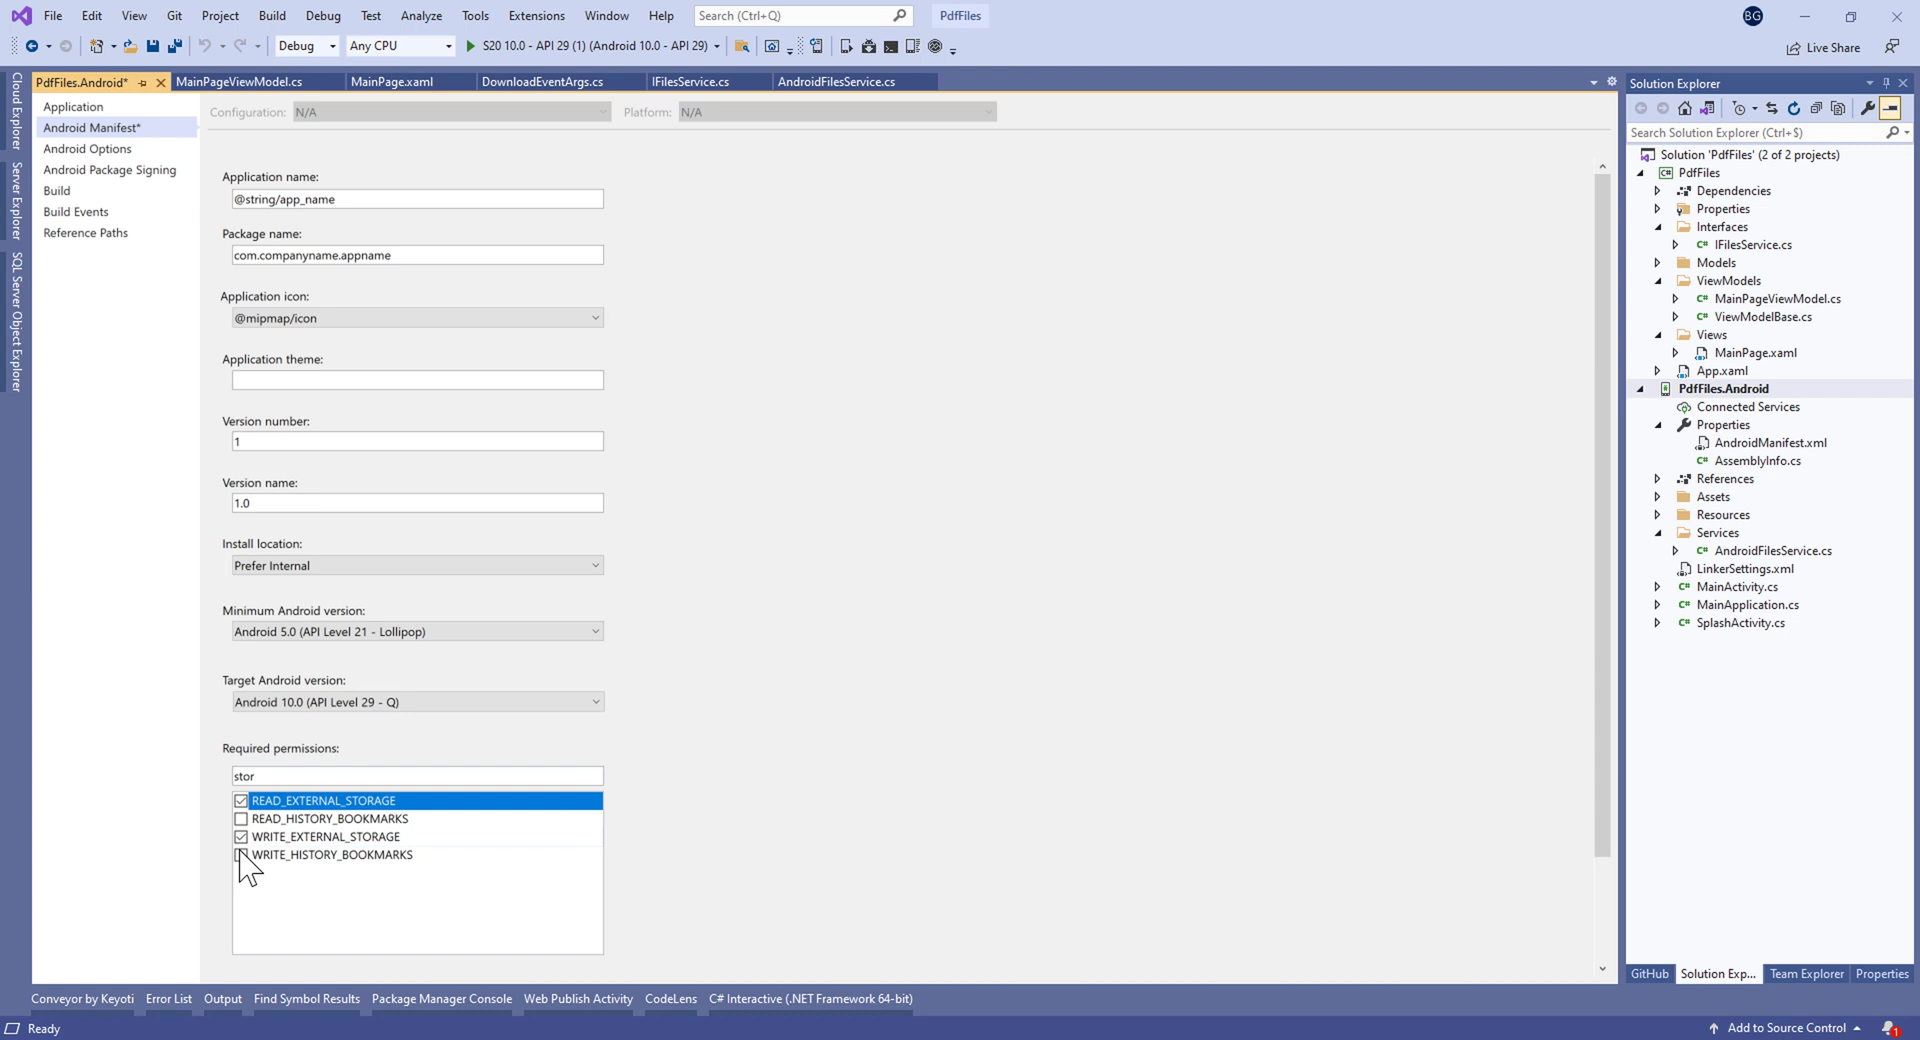 File Edit View Git Project Build Debug Test Analyze Tools Extensions Window Help Search (Ctrl+Q) PdfFiles BG
Debug Any CPU S20 10.0 - API 29 (1) (Android 10.0 - API 29) Live Share
Cloud Explorer
Server Explorer
SQL Server Object Explorer
PdfFiles.Android* MainPageViewModel.cs MainPage.xaml DownloadEventArgs.cs IFilesService.cs AndroidFilesService.cs
Application
Android Manifest*
Android Options
Android Package Signing
Build
Build Events
Reference Paths
Configuration: N/A Platform: N/A
Application name:
@string/app_name
Package name:
com.companyname.appname
Application icon:
@mipmap/icon
Application theme:
Version number:
1
Version name:
1.0
Install location:
Prefer Internal
Minimum Android version:
Android 5.0 (API Level 21 - Lollipop)
Target Android version:
Android 10.0 (API Level 29 - Q)
Required permissions:
stor
READ_EXTERNAL_STORAGE
READ_HISTORY_BOOKMARKS
WRITE_EXTERNAL_STORAGE
WRITE_HISTORY_BOOKMARKS
Solution Explorer
Search Solution Explorer (Ctrl+$)
Solution 'PdfFiles' (2 of 2 projects)
C# PdfFiles
Dependencies
Properties
Interfaces
C# IFilesService.cs
Models
ViewModels
C# MainPageViewModel.cs
C# ViewModelBase.cs
Views
MainPage.xaml
App.xaml
PdfFiles.Android
Connected Services
Properties
AndroidManifest.xml
C# AssemblyInfo.cs
References
Assets
Resources
Services
C# AndroidFilesService.cs
LinkerSettings.xml
C# MainActivity.cs
C# MainApplication.cs
C# SplashActivity.cs
GitHub Solution Exp... Team Explorer Properties
Conveyor by Keyoti Error List Output Find Symbol Results Package Manager Console Web Publish Activity CodeLens C# Interactive (.NET Framework 64-bit)
Ready Add to Source Control 1